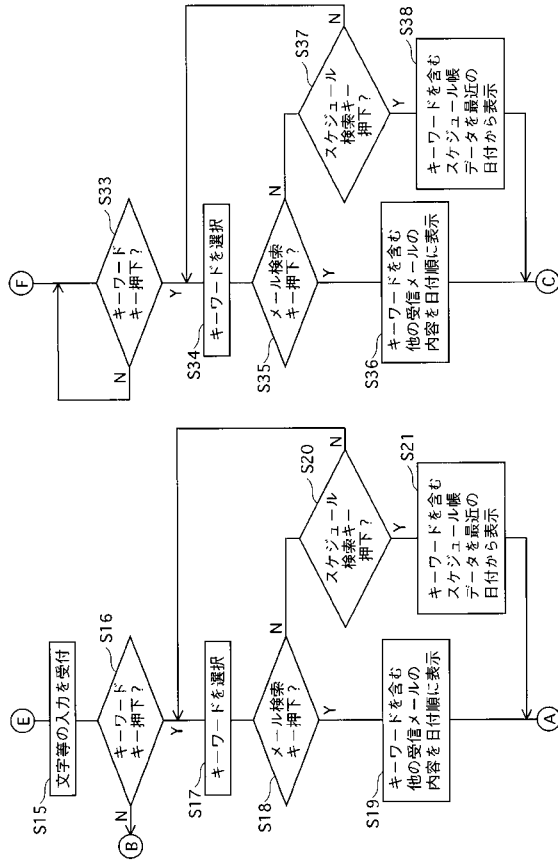 E
S15
文字等の入力を受付
S16
キーワード
キー押下?
N
B
Y
S17
キーワードを選択
S18
メール検索
キー押下?
N
Y
S20
スケジュール
検索キー
押下?
N
Y
S19
キーワードを含む
他の受信メールの
内容を日付順に表示
S21
キーワードを含む
スケジュール帳
データを最近の
日付から表示
A
F
S33
キーワード
キー押下?
N
Y
S34
キーワードを選択
S35
メール検索
キー押下?
N
Y
S37
スケジュール
検索キー
押下?
N
Y
S36
キーワードを含む
他の受信メールの
内容を日付順に表示
S38
キーワードを含む
スケジュール帳
データを最近の
日付から表示
C